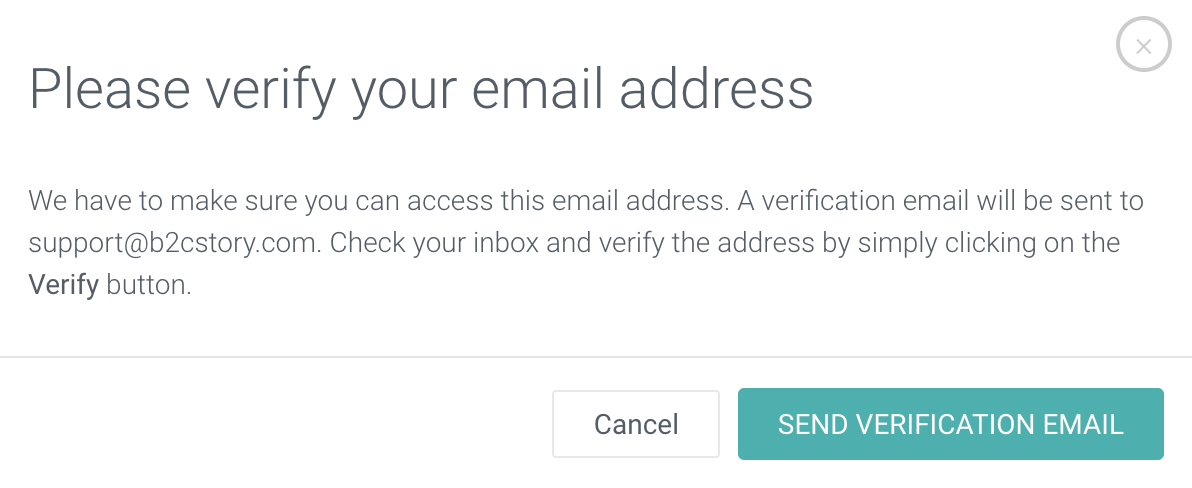 Please verify your email address
We have to make sure you can access this email address. A verification email will be sent to
support@b2cstory.com. Check your inbox and verify the address by simply clicking on the
Verify button.
Cancel
SEND VERIFICATION EMAIL